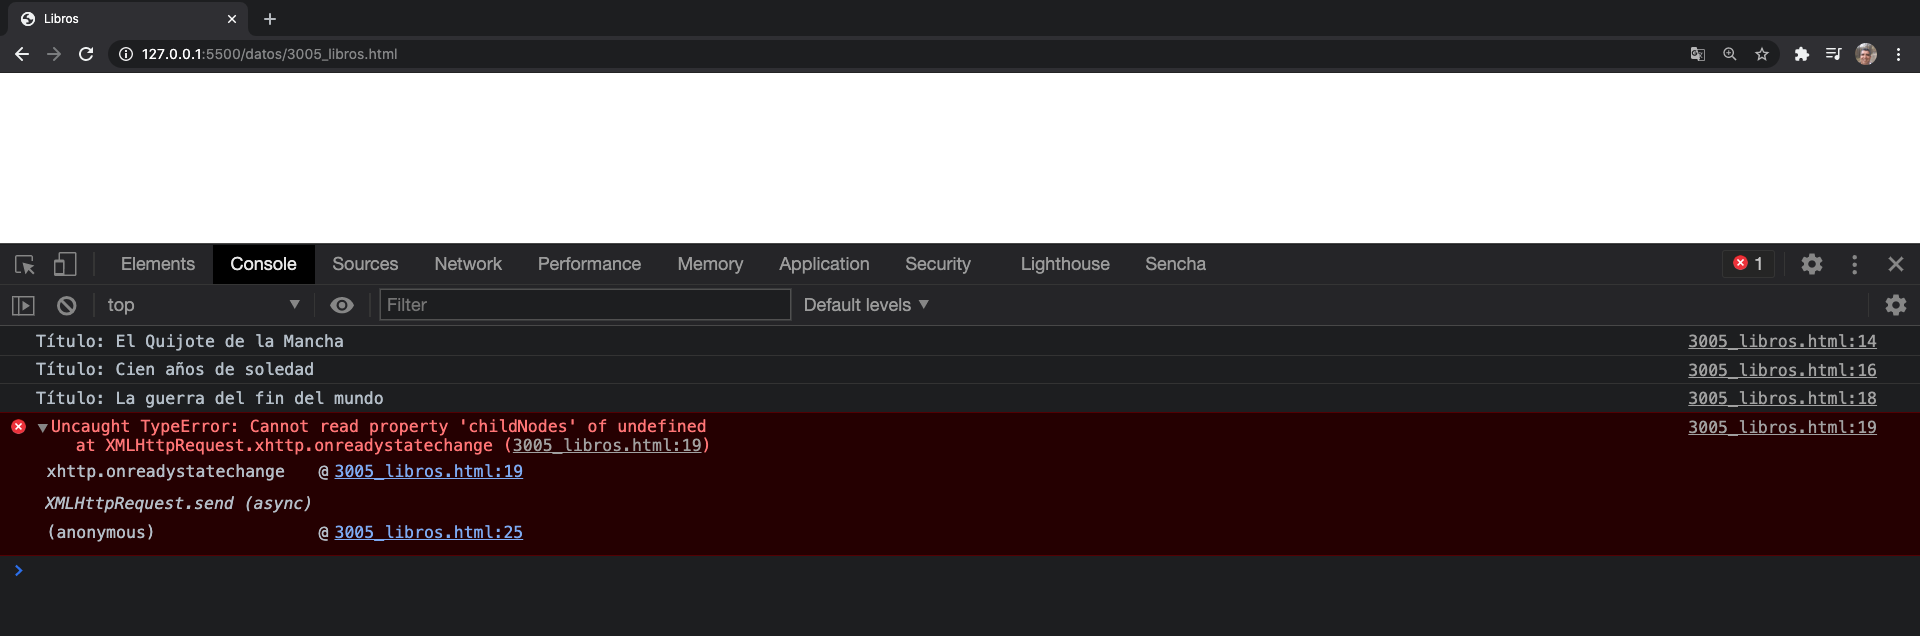 Libros
127.0.0.1:5500/datos/3005_libros.html
Elements Console Sources Network Performance Memory Application Security Lighthouse Sencha 1
top Filter Default levels
Título: El Quijote de la Mancha 3005_libros.html:14
Título: Cien años de soledad 3005_libros.html:16
Título: La guerra del fin del mundo 3005_libros.html:18
Uncaught TypeError: Cannot read property 'childNodes' of undefined 3005_libros.html:19
at XMLHttpRequest.xhttp.onreadystatechange (3005_libros.html:19)
xhttp.onreadystatechange @ 3005_libros.html:19
XMLHttpRequest.send (async)
(anonymous) @ 3005_libros.html:25